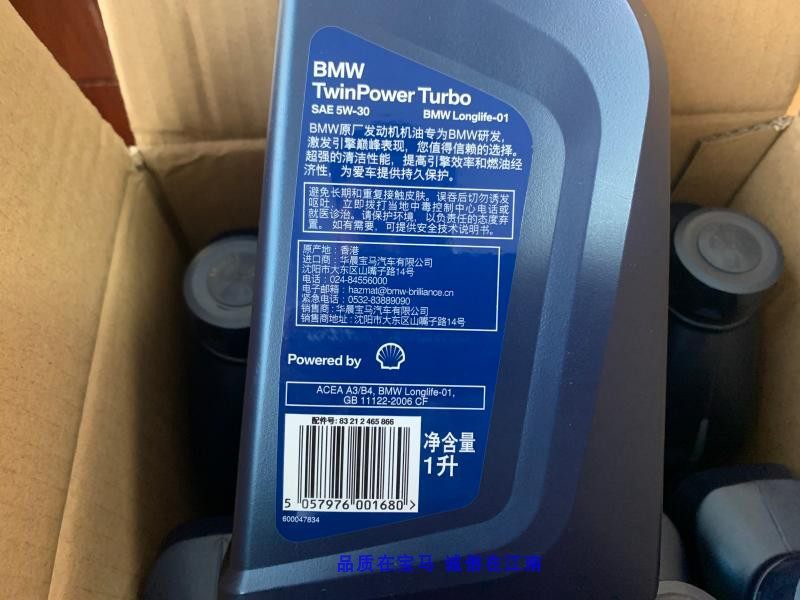 BMW
TwinPower Turbo
SAE 5W-30 BMW Longlife-01
BMW原厂发动机机油专为BMW研发，
激发引擎巅峰表现，您值得信赖的选择。
超强的清洁性能，提高引擎效率和燃油经
济性，为爱车提供持久保护。
避免长期和重复接触皮肤。误吞后切勿诱发
呕吐，立即拨打当地中毒控制中心电话或
就医诊治。请保护环境，以负责任的态度弃
置。 如有需要，可提供安全技术说明书。
原产地：香港
进口商：华晨宝马汽车有限公司
沈阳市大东区山嘴子路14号
电话：024-84556000
电子邮箱：hazmat@bmw-brilliance.cn
紧急电话：0532-83889090
销售商：华晨宝马汽车有限公司
销售商地址：沈阳市大东区山嘴子路14号
Powered by
ACEA A3/B4, BMW Longlife-01,
GB 11122-2006 CF
配件号: 83 21 2 465 866
净含量
1升
5 057976 001680 >
600047834
品质在宝马 诚信在江南